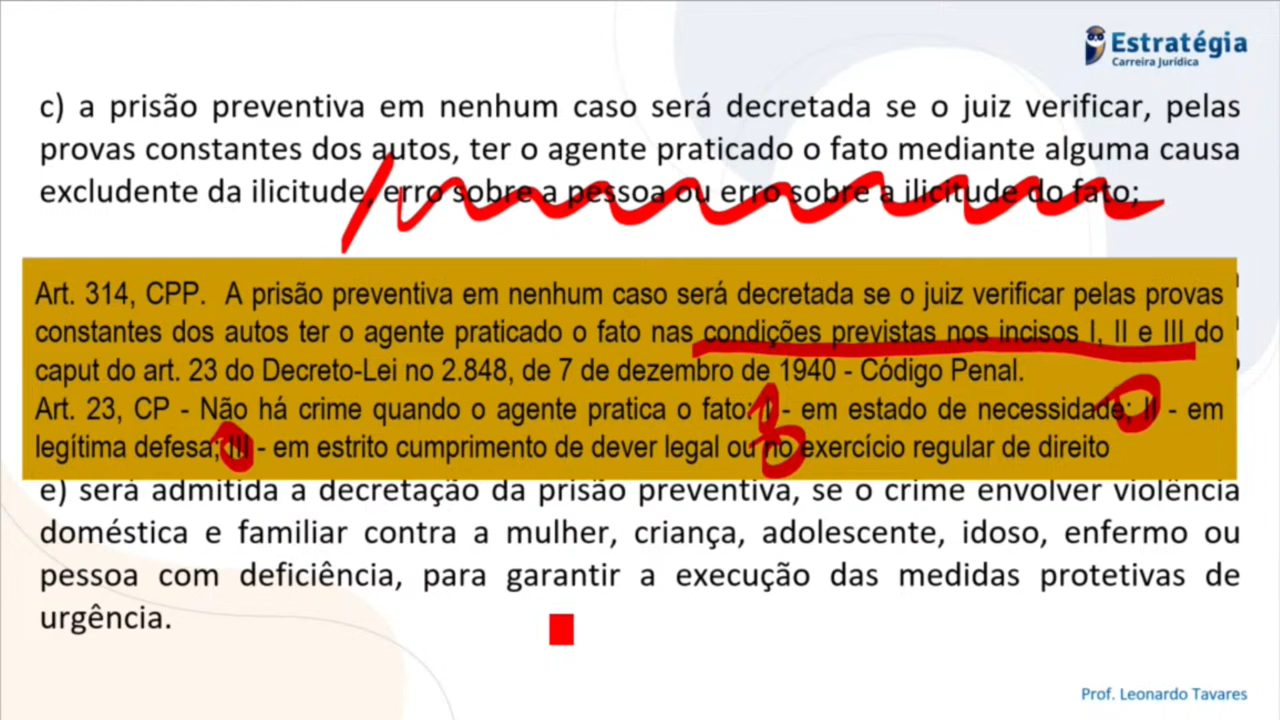 Estratégia
Carreira Jurídica
c) a prisão preventiva em nenhum caso será decretada se o juiz verificar, pelas
provas constantes dos autos, ter o agente praticado o fato mediante alguma causa
excludente da ilicitude, erro sobre a pessoa ou erro sobre a ilicitude do fato;
Art. 314, CPP. A prisão preventiva em nenhum caso será decretada se o juiz verificar pelas provas
constantes dos autos ter o agente praticado o fato nas condições previstas nos incisos I, II e III do
caput do art. 23 do Decreto-Lei no 2.848, de 7 de dezembro de 1940 - Código Penal.
Art. 23, CP - Não há crime quando o agente pratica o fato: I - em estado de necessidade; II - em
legítima defesa; III - em estrito cumprimento de dever legal ou no exercício regular de direito
e) será admitida a decretação da prisão preventiva, se o crime envolver violência
doméstica e familiar contra a mulher, criança, adolescente, idoso, enfermo ou
pessoa com deficiência, para garantir a execução das medidas protetivas de
urgência.
Prof. Leonardo Tavares